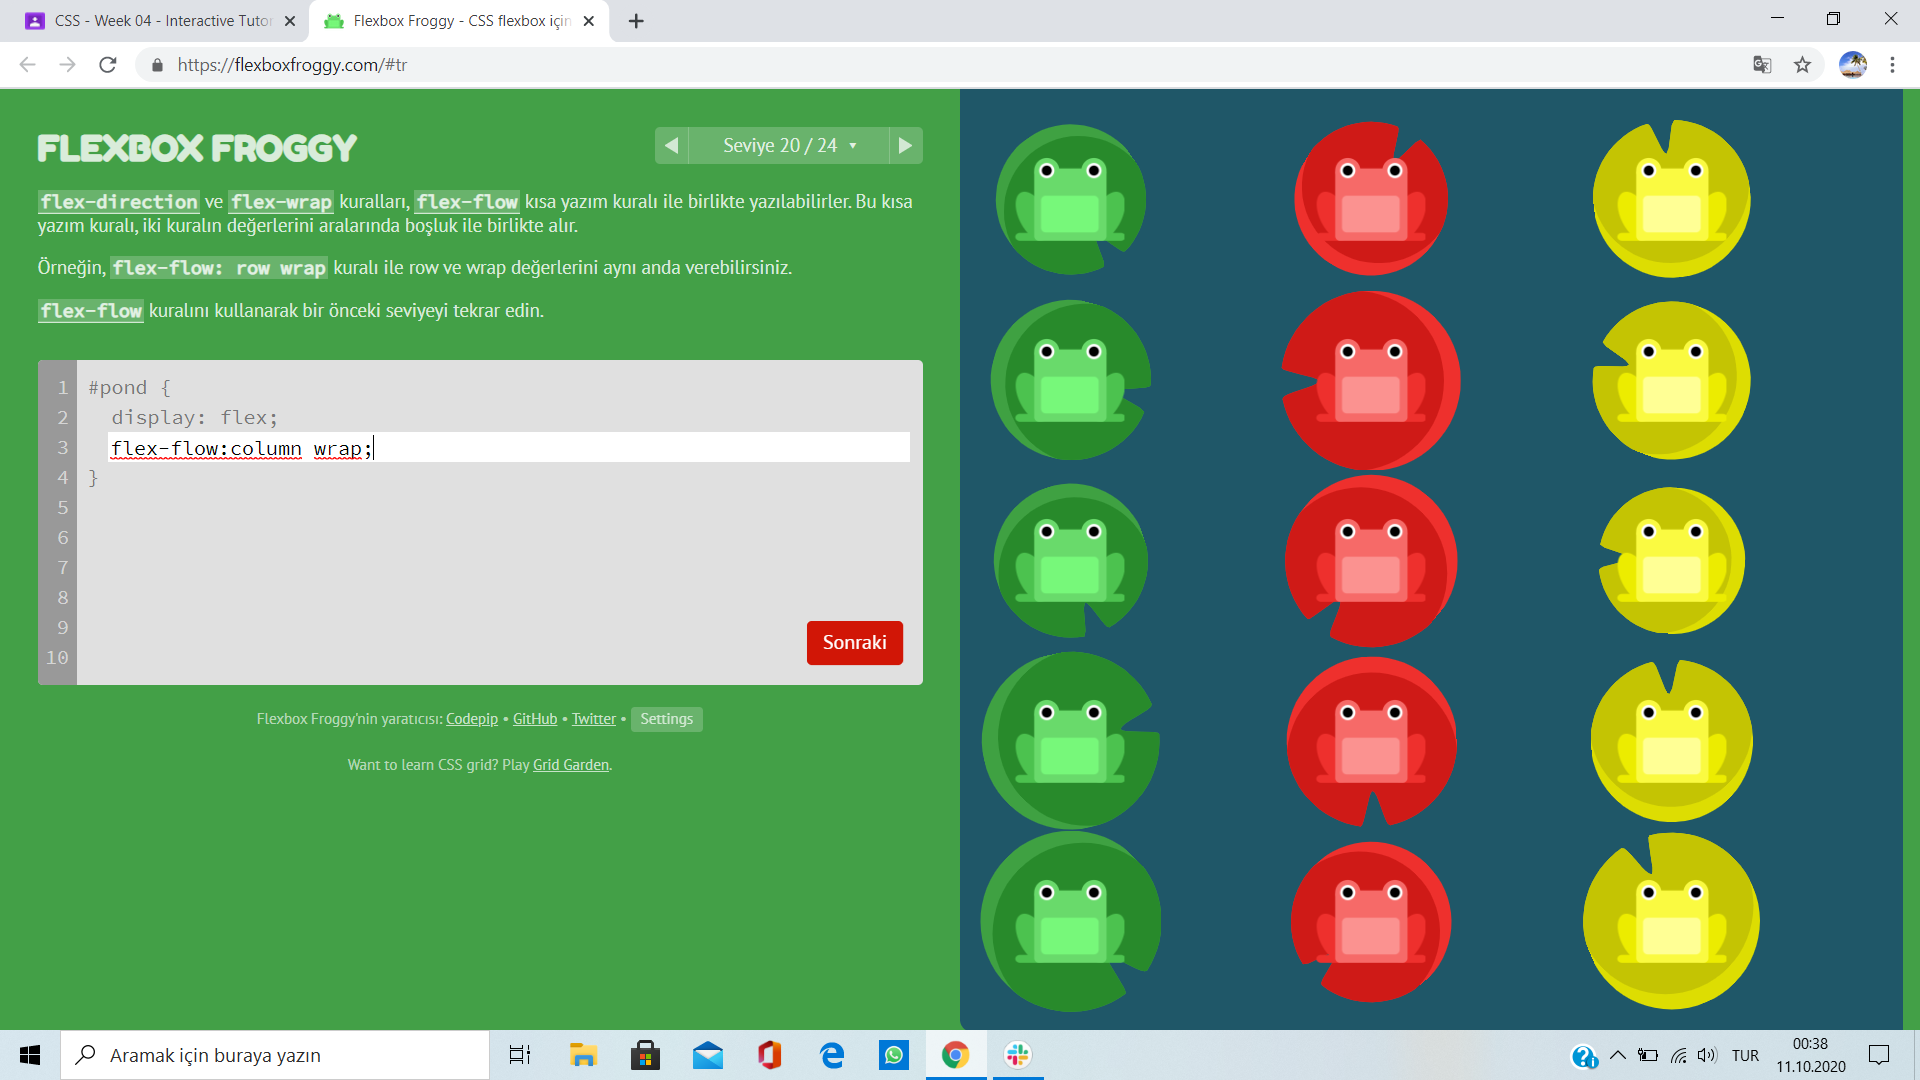 CSS - Week 04 - Interactive Tutor
Flexbox Froggy - CSS flexbox için
https://flexboxfroggy.com/#tr
FLEXBOX FROGGY
Seviye 20 / 24
flex-direction ve flex-wrap kuralları, flex-flow kısa yazım kuralı ile birlikte yazılabilirler. Bu kısa
yazım kuralı, iki kuralın değerlerini aralarında boşluk ile birlikte alır.
Örneğin, flex-flow: row wrap kuralı ile row ve wrap değerlerini aynı anda verebilirsiniz.
flex-flow kuralını kullanarak bir önceki seviyeyi tekrar edin.
1 #pond {
2 display: flex;
3 flex-flow:column wrap;
4 }
5
6
7
8
9
10
Sonraki
Flexbox Froggy'nin yaratıcısı: Codepip • GitHub • Twitter • Settings
Want to learn CSS grid? Play Grid Garden.
Aramak için buraya yazın
TUR
00:38
11.10.2020